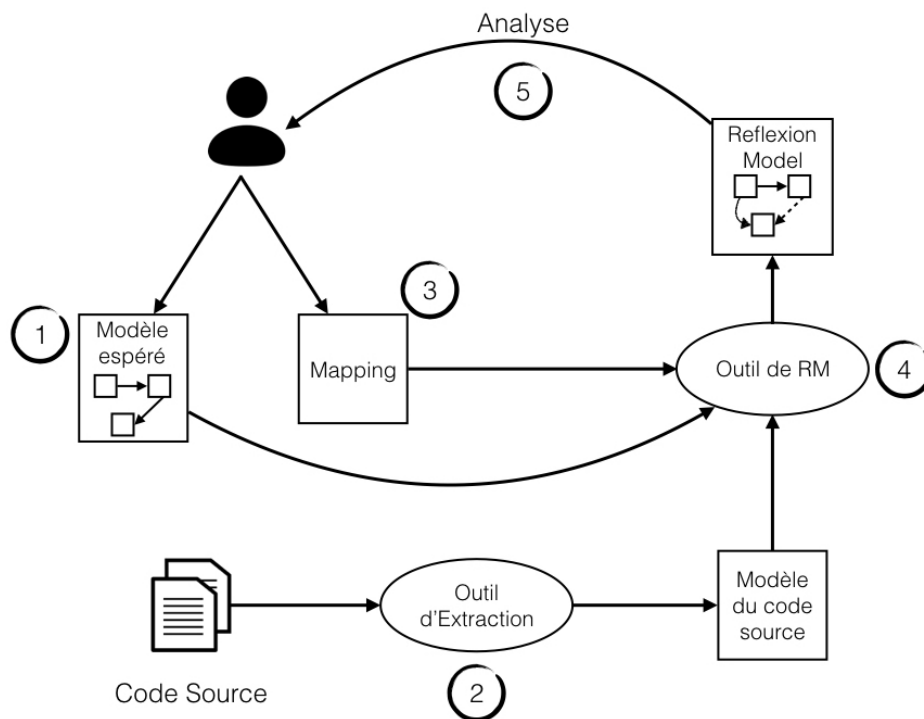 Analyse
5
Reflexion
Model
3
1
Modèle
espéré
Mapping
Outil de RM
4
Outil
d'Extraction
Modèle
du code
source
Code Source
2